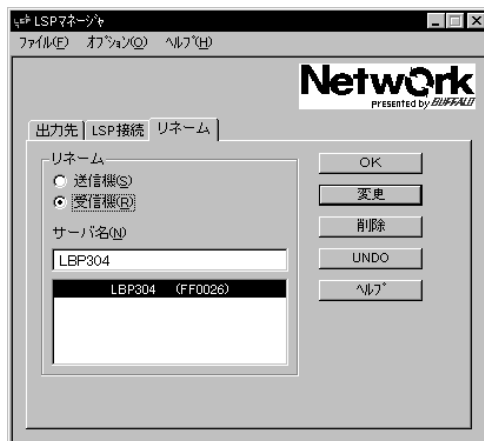 LSPﾏﾈｰｼﾞｬ
ﾌｧｲﾙ(F) ｵﾌﾟｼｮﾝ(O) ﾍﾙﾌﾟ(H)
NetwOrk
presented by BUFFALO
出力先 LSP接続 リネーム
リネーム
送信機(S)
受信機(R)
サーバ名(N)
LBP304
LBP304 (FF0026)
OK
変更
削除
UNDO
ﾍﾙﾌﾟ